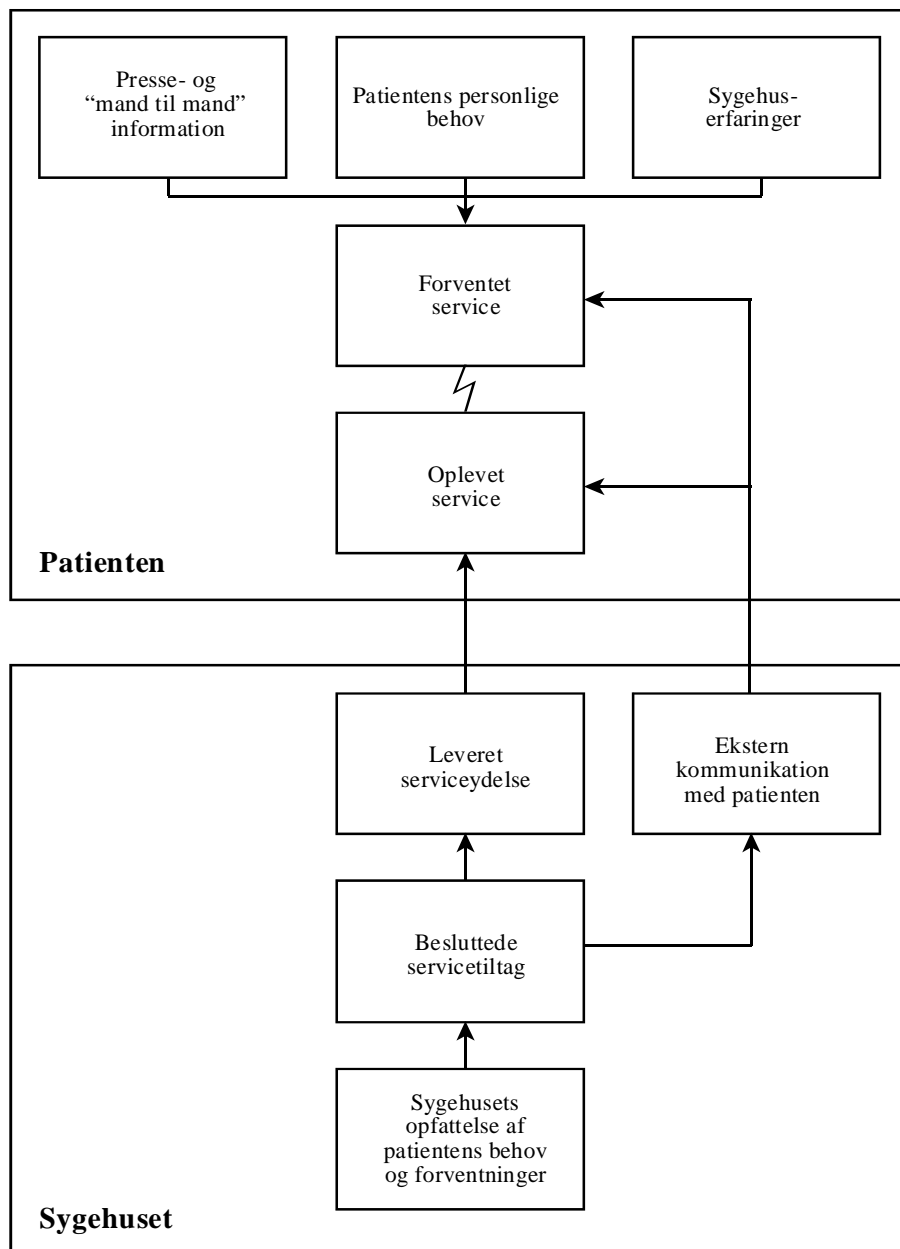 Presse- og
“mand til mand”
information
Patientens personlige
behov
Sygehus-
erfaringer
Forventet
service
Oplevet
service
Patienten
Leveret
serviceydelse
Ekstern
kommunikation
med patienten
Besluttede
servicetiltag
Sygehusets
opfattelse af
patientens behov
og forventninger
Sygehuset